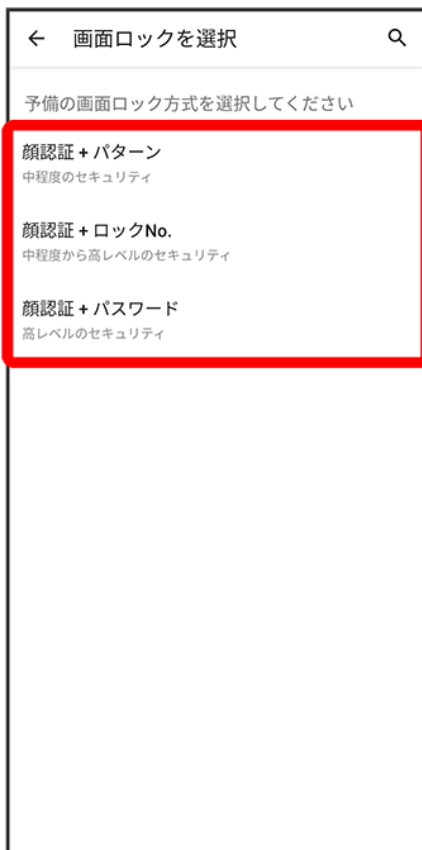 画面ロックを選択
予備の画面ロック方式を選択してください
顔認証 + パターン
中程度のセキュリティ
顔認証 + ロックNo.
中程度から高レベルのセキュリティ
顔認証 + パスワード
高レベルのセキュリティ